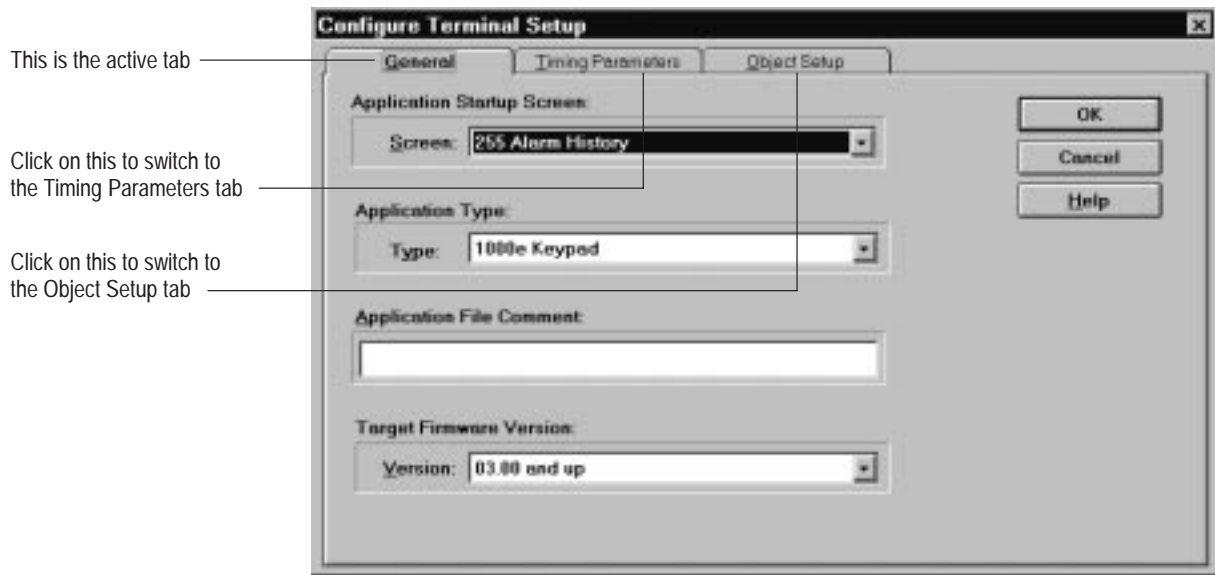 Configure Terminal Setup
This is the active tab
General
Timing Parameters
Object Setup
Application Startup Screen:
Screen: 255 Alarm History
OK
Cancel
Help
Click on this to switch to
the Timing Parameters tab
Application Type:
Type: 1000e Keypad
Click on this to switch to
the Object Setup tab
Application File Comment:
Target Firmware Version:
Version: 03.00 and up